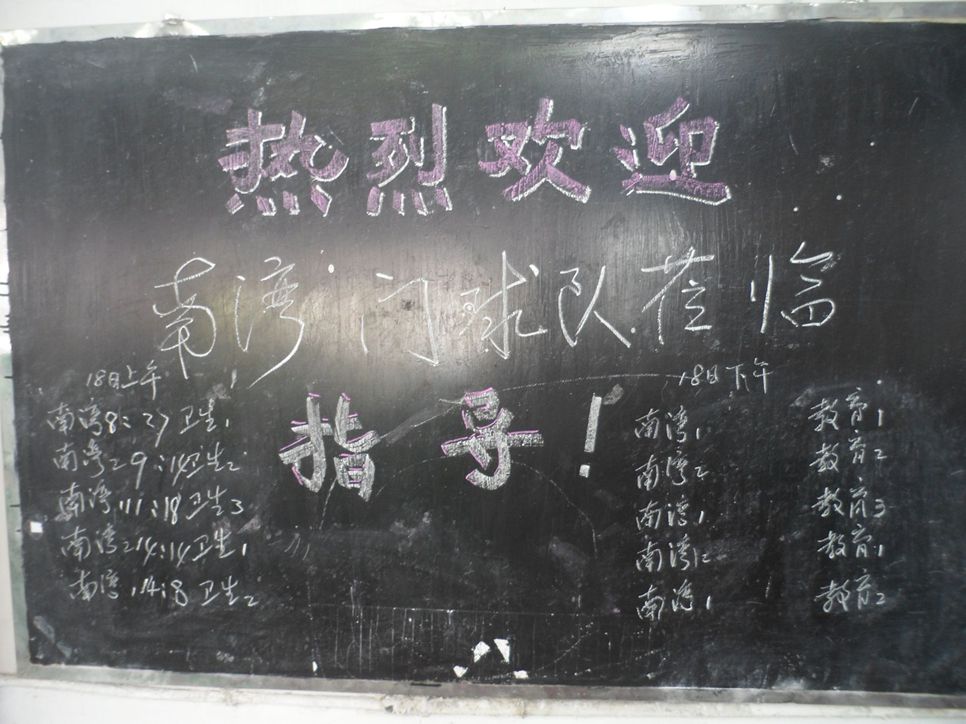 热烈欢迎
南湾门球队莅临
指导！
18日上午
南湾 8：27 卫生1
南湾2 9：14 卫生2
南湾1 11：18 卫生3
南湾2 14：14 卫生1
南湾1 14：8 卫生2
18日下午
南湾1 教育1
南湾2 教育2
南湾1 教育3
南湾2 教育1
南湾1 教育2